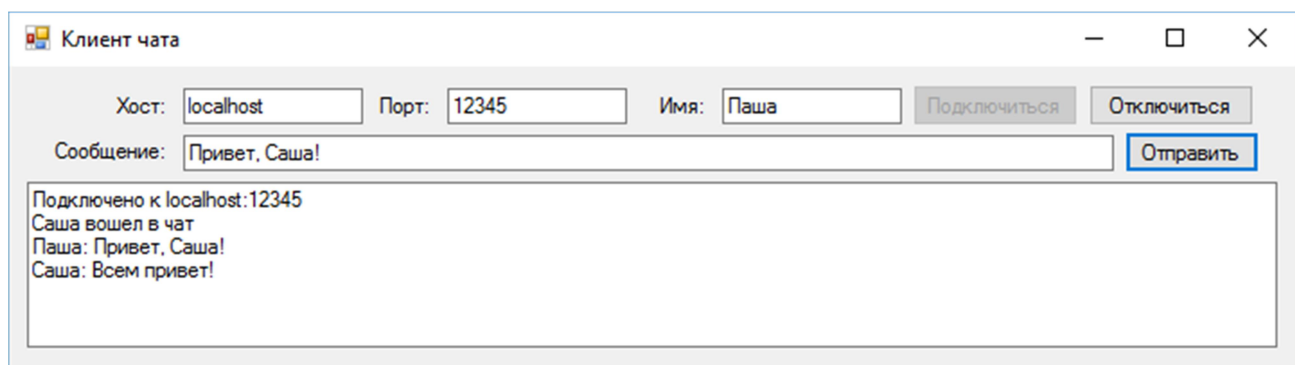 Клиент чата
Хост: localhost Порт: 12345 Имя: Паша Подключиться Отключиться
Сообщение: Привет, Саша! Отправить
Подключено к localhost:12345
Саша вошел в чат
Паша: Привет, Саша!
Саша: Всем привет!